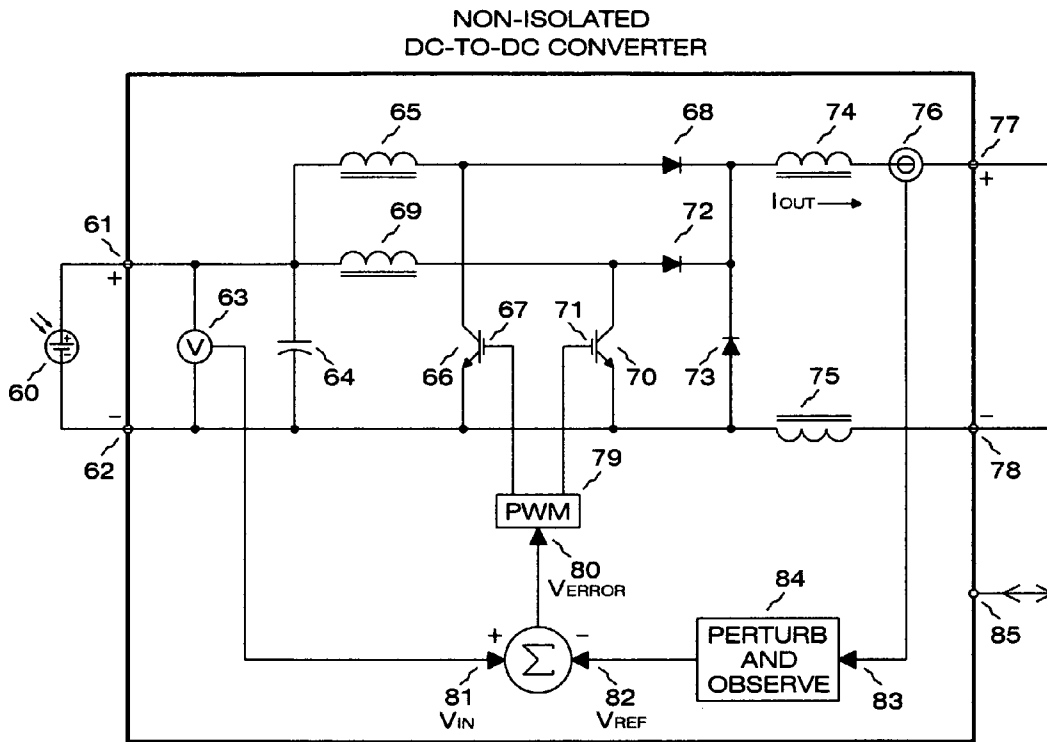 NON-ISOLATED
DC-TO-DC CONVERTER
65
68
74
76
77
+
IOUT
69
72
61
+
63
V
67
71
60
64
66
70
73
75
−
−
62
79
78
PWM
80
VERROR
84
85
+
−
Σ
PERTURB
AND
OBSERVE
81
82
83
VIN
VREF